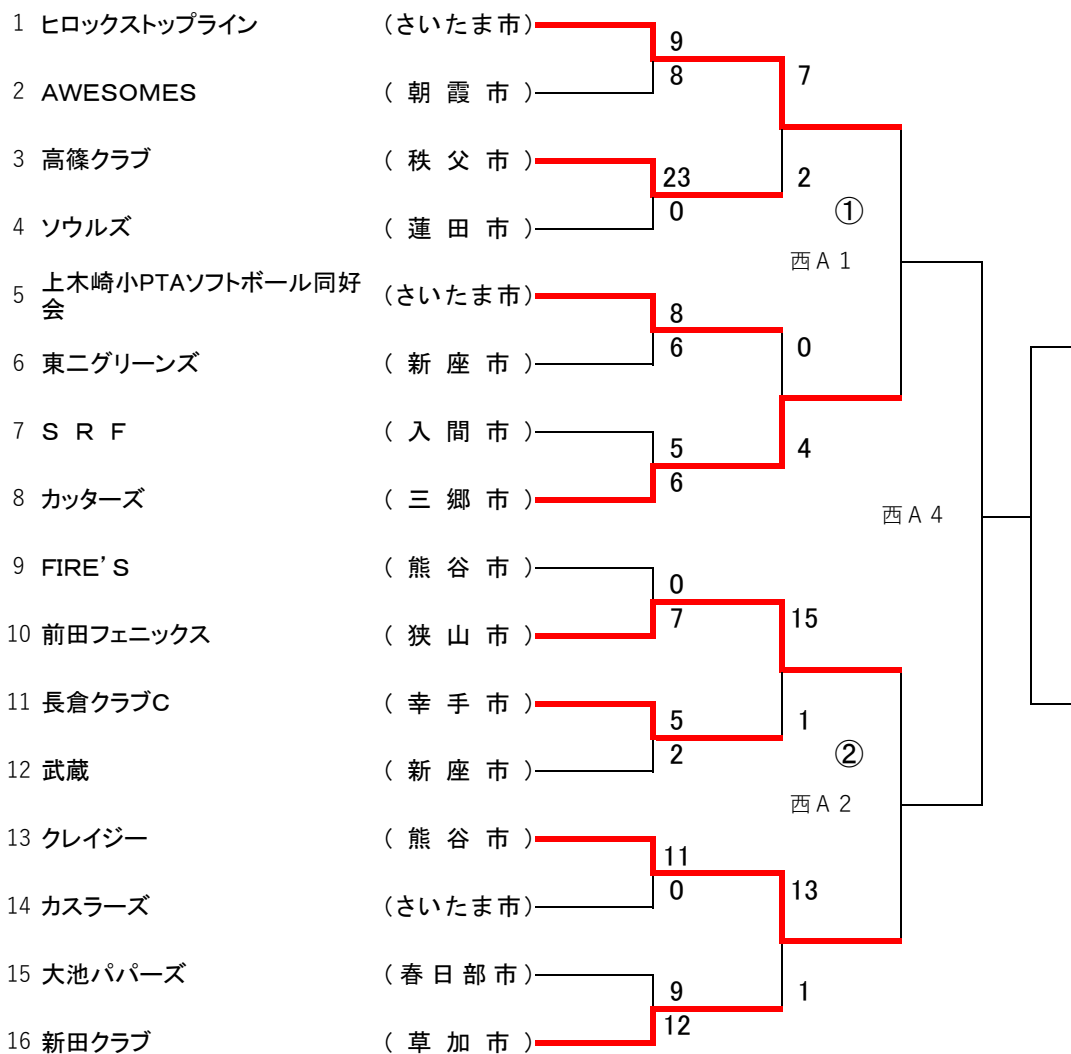 1 ヒロックストップライン (さいたま市)
9
7
8
2 AWESOMES (朝霞市)
3 高篠クラブ (秩父市)
23
2
0
①
4 ソウルズ (蓮田市)
西A 1
5 上木崎小PTAソフトボール同好
会 (さいたま市)
8
6
0
6 東二グリーンズ (新座市)
7 S R F (入間市)
5
4
6
8 カッターズ (三郷市)
西A 4
9 FIRE'S (熊谷市)
0
7
15
10 前田フェニックス (狭山市)
11 長倉クラブC (幸手市)
5
1
2
②
12 武蔵 (新座市)
西A 2
13 クレイジー (熊谷市)
11
0
13
14 カスラーズ (さいたま市)
15 大池パパーズ (春日部市)
9
1
12
16 新田クラブ (草加市)